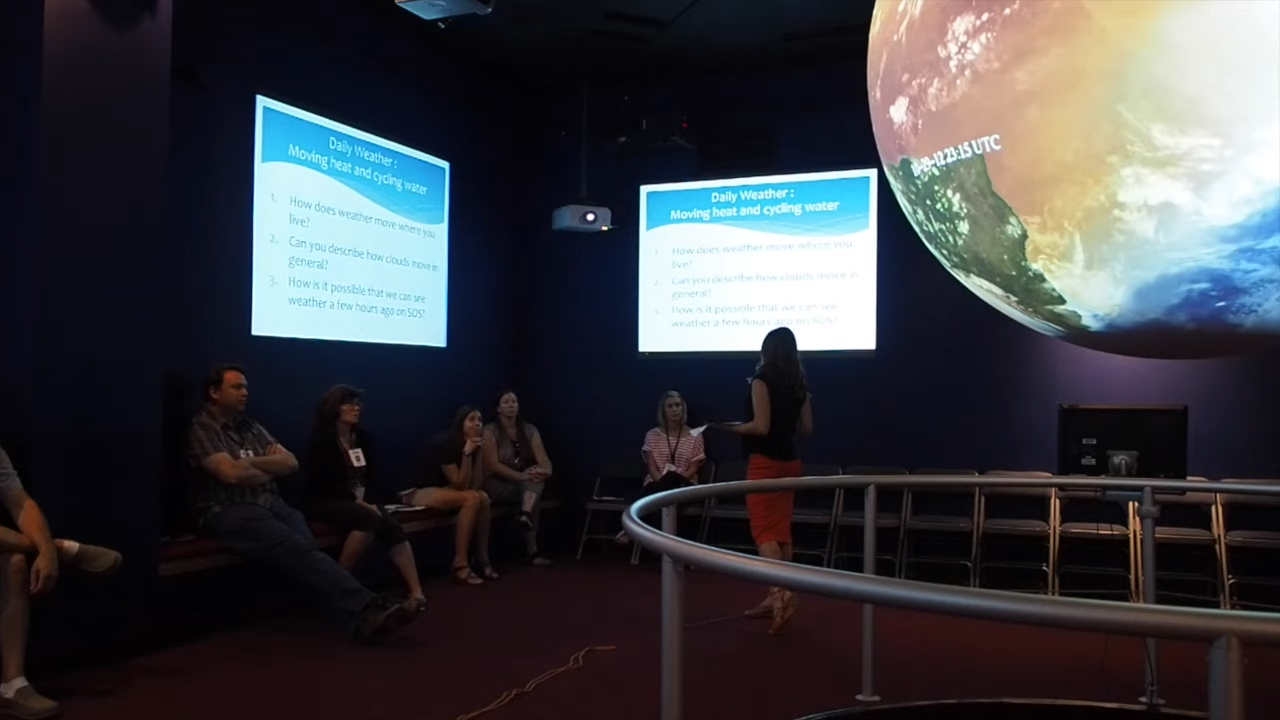 Daily Weather :
Moving heat and cycling water
1. How does weather move where you
live?
2. Can you describe how clouds move in
general?
3. How is it possible that we can see
weather a few hours ago on SOS?
Daily Weather :
Moving heat and cycling water
1. How does weather move where you
live?
2. Can you describe how clouds move in
general?
3. How is it possible that we can see
weather a few hours ago on SOS?
23:15 UTC